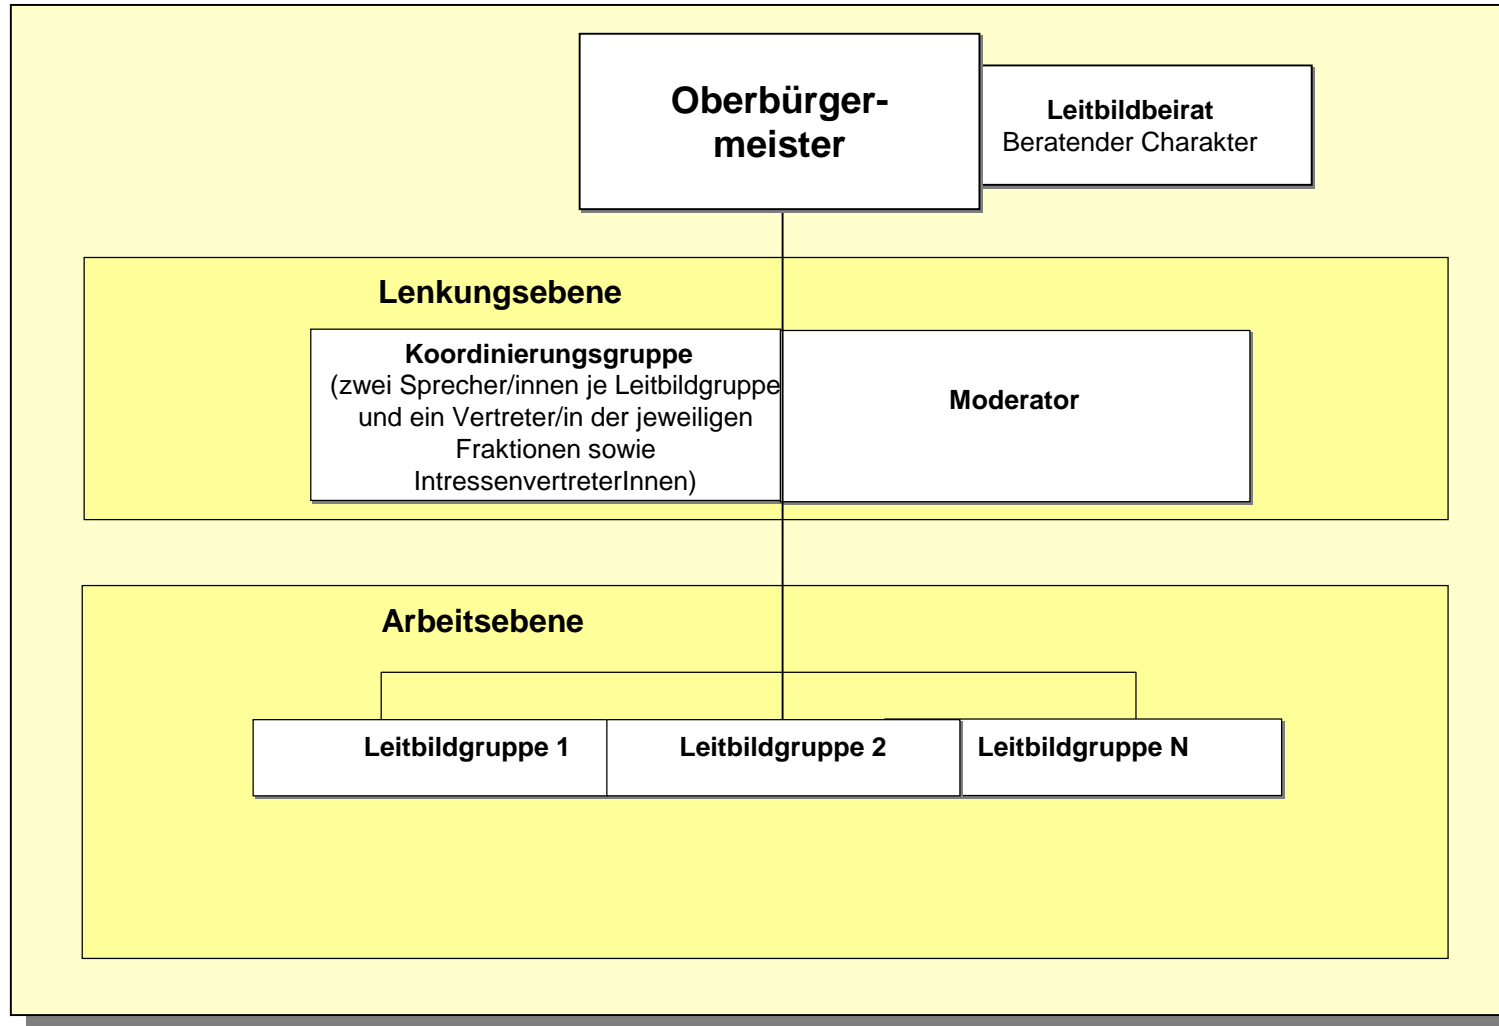 Oberbürger-
meister
Leitbildbeirat
Beratender Charakter
Lenkungsebene
Koordinierungsgruppe
(zwei Sprecher/innen je Leitbildgruppe
und ein Vertreter/in der jeweiligen
Fraktionen sowie
IntressenvertreterInnen)
Moderator
Arbeitsebene
Leitbildgruppe 1
Leitbildgruppe 2
Leitbildgruppe N